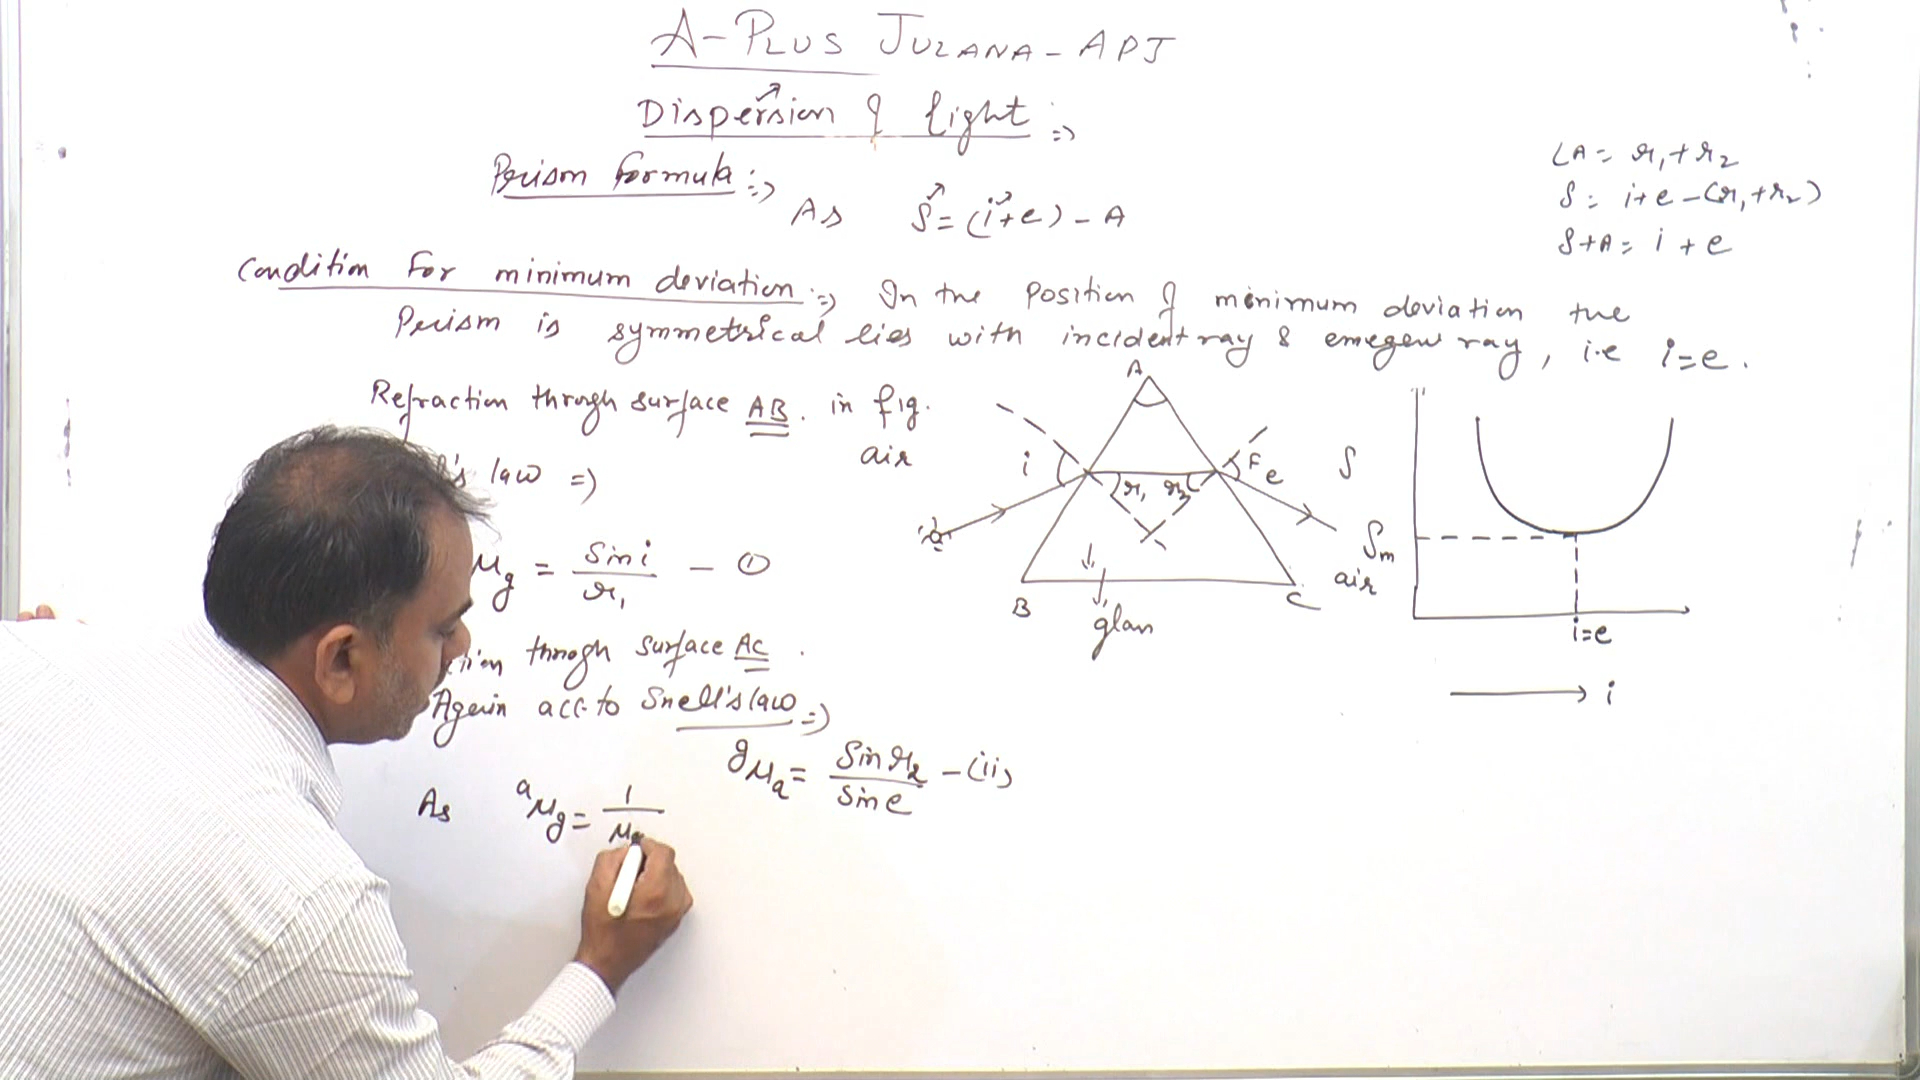 A-PLUS JULANA-APJ
Dispersion of light :⇒
Prism formula :⇒
As δ = (i+e) - A
∠A = r₁+r₂
δ = i+e-(r₁+r₂)
δ+A = i + e
Condition for minimum deviation :⇒ In the position of minimum deviation the
Prism is symmetrical lies with incident ray & emegew ray, i.e i=e.
Refraction through surface AB. in fig.
's law ⇒)
μg = Sin i / r₁ - ①
through surface AC.
Again acc. to Snell's law ⇒)
gμa = Sin r₂ / Sin e - (ii)
As aμg = 1 / μ
A
air
i
r₁ r₂
F e
B
C
glan
air
δ
δm
i=e
→ i